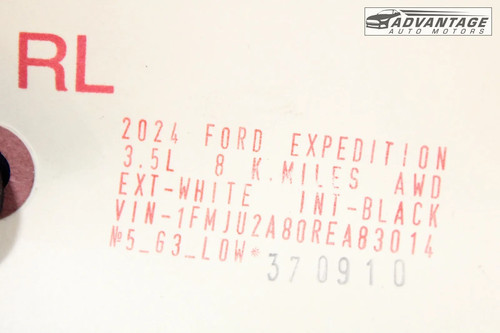 ADVANTAGE
AUTO MOTORS
RL
2024 FORD EXPEDITION
3.5L 8 K.MILES AWD
EXT-WHITE INT-BLACK
VIN-1FMJU2A80REA83014
№5_G3_LOW*
370910